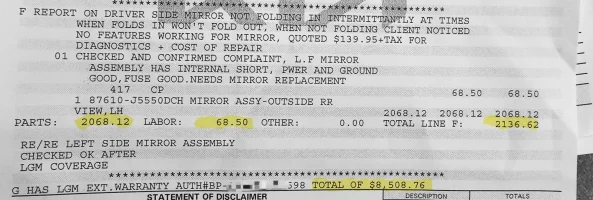 ****************************************************
F REPORT ON DRIVER SIDE MIRROR NOT FOLDING IN INTERMITTANTLY AT TIMES
WHEN FOLDS IN WON'T FOLD OUT, WHEN NOT FOLDING CLIENT NOTICED
NO FEATURES WORKING FOR MIRROR, QUOTED $139.95+TAX FOR
DIAGNOSTICS + COST OF REPAIR
01 CHECKED AND CONFIRMED COMPLAINT, L.F MIRROR
ASSEMBLY HAS INTERNAL SHORT, PWER AND GROUND
GOOD,FUSE GOOD.NEEDS MIRROR REPLACEMENT
417 CP 68.50 68.50
1 87610-J5550DCH MIRROR ASSY-OUTSIDE RR
VIEW,LH 2068.12 2068.12 2068.12
PARTS: 2068.12 LABOR: 68.50 OTHER: 0.00 TOTAL LINE F: 2136.62
RE/RE LEFT SIDE MIRROR ASSEMBLY
CHECKED OK AFTER
LGM COVERAGE
****************************************************
G HAS LGM EXT.WARRANTY AUTH#BP- 598 TOTAL OF $8,508.76
STATEMENT OF DISCLAIMER DESCRIPTION TOTALS